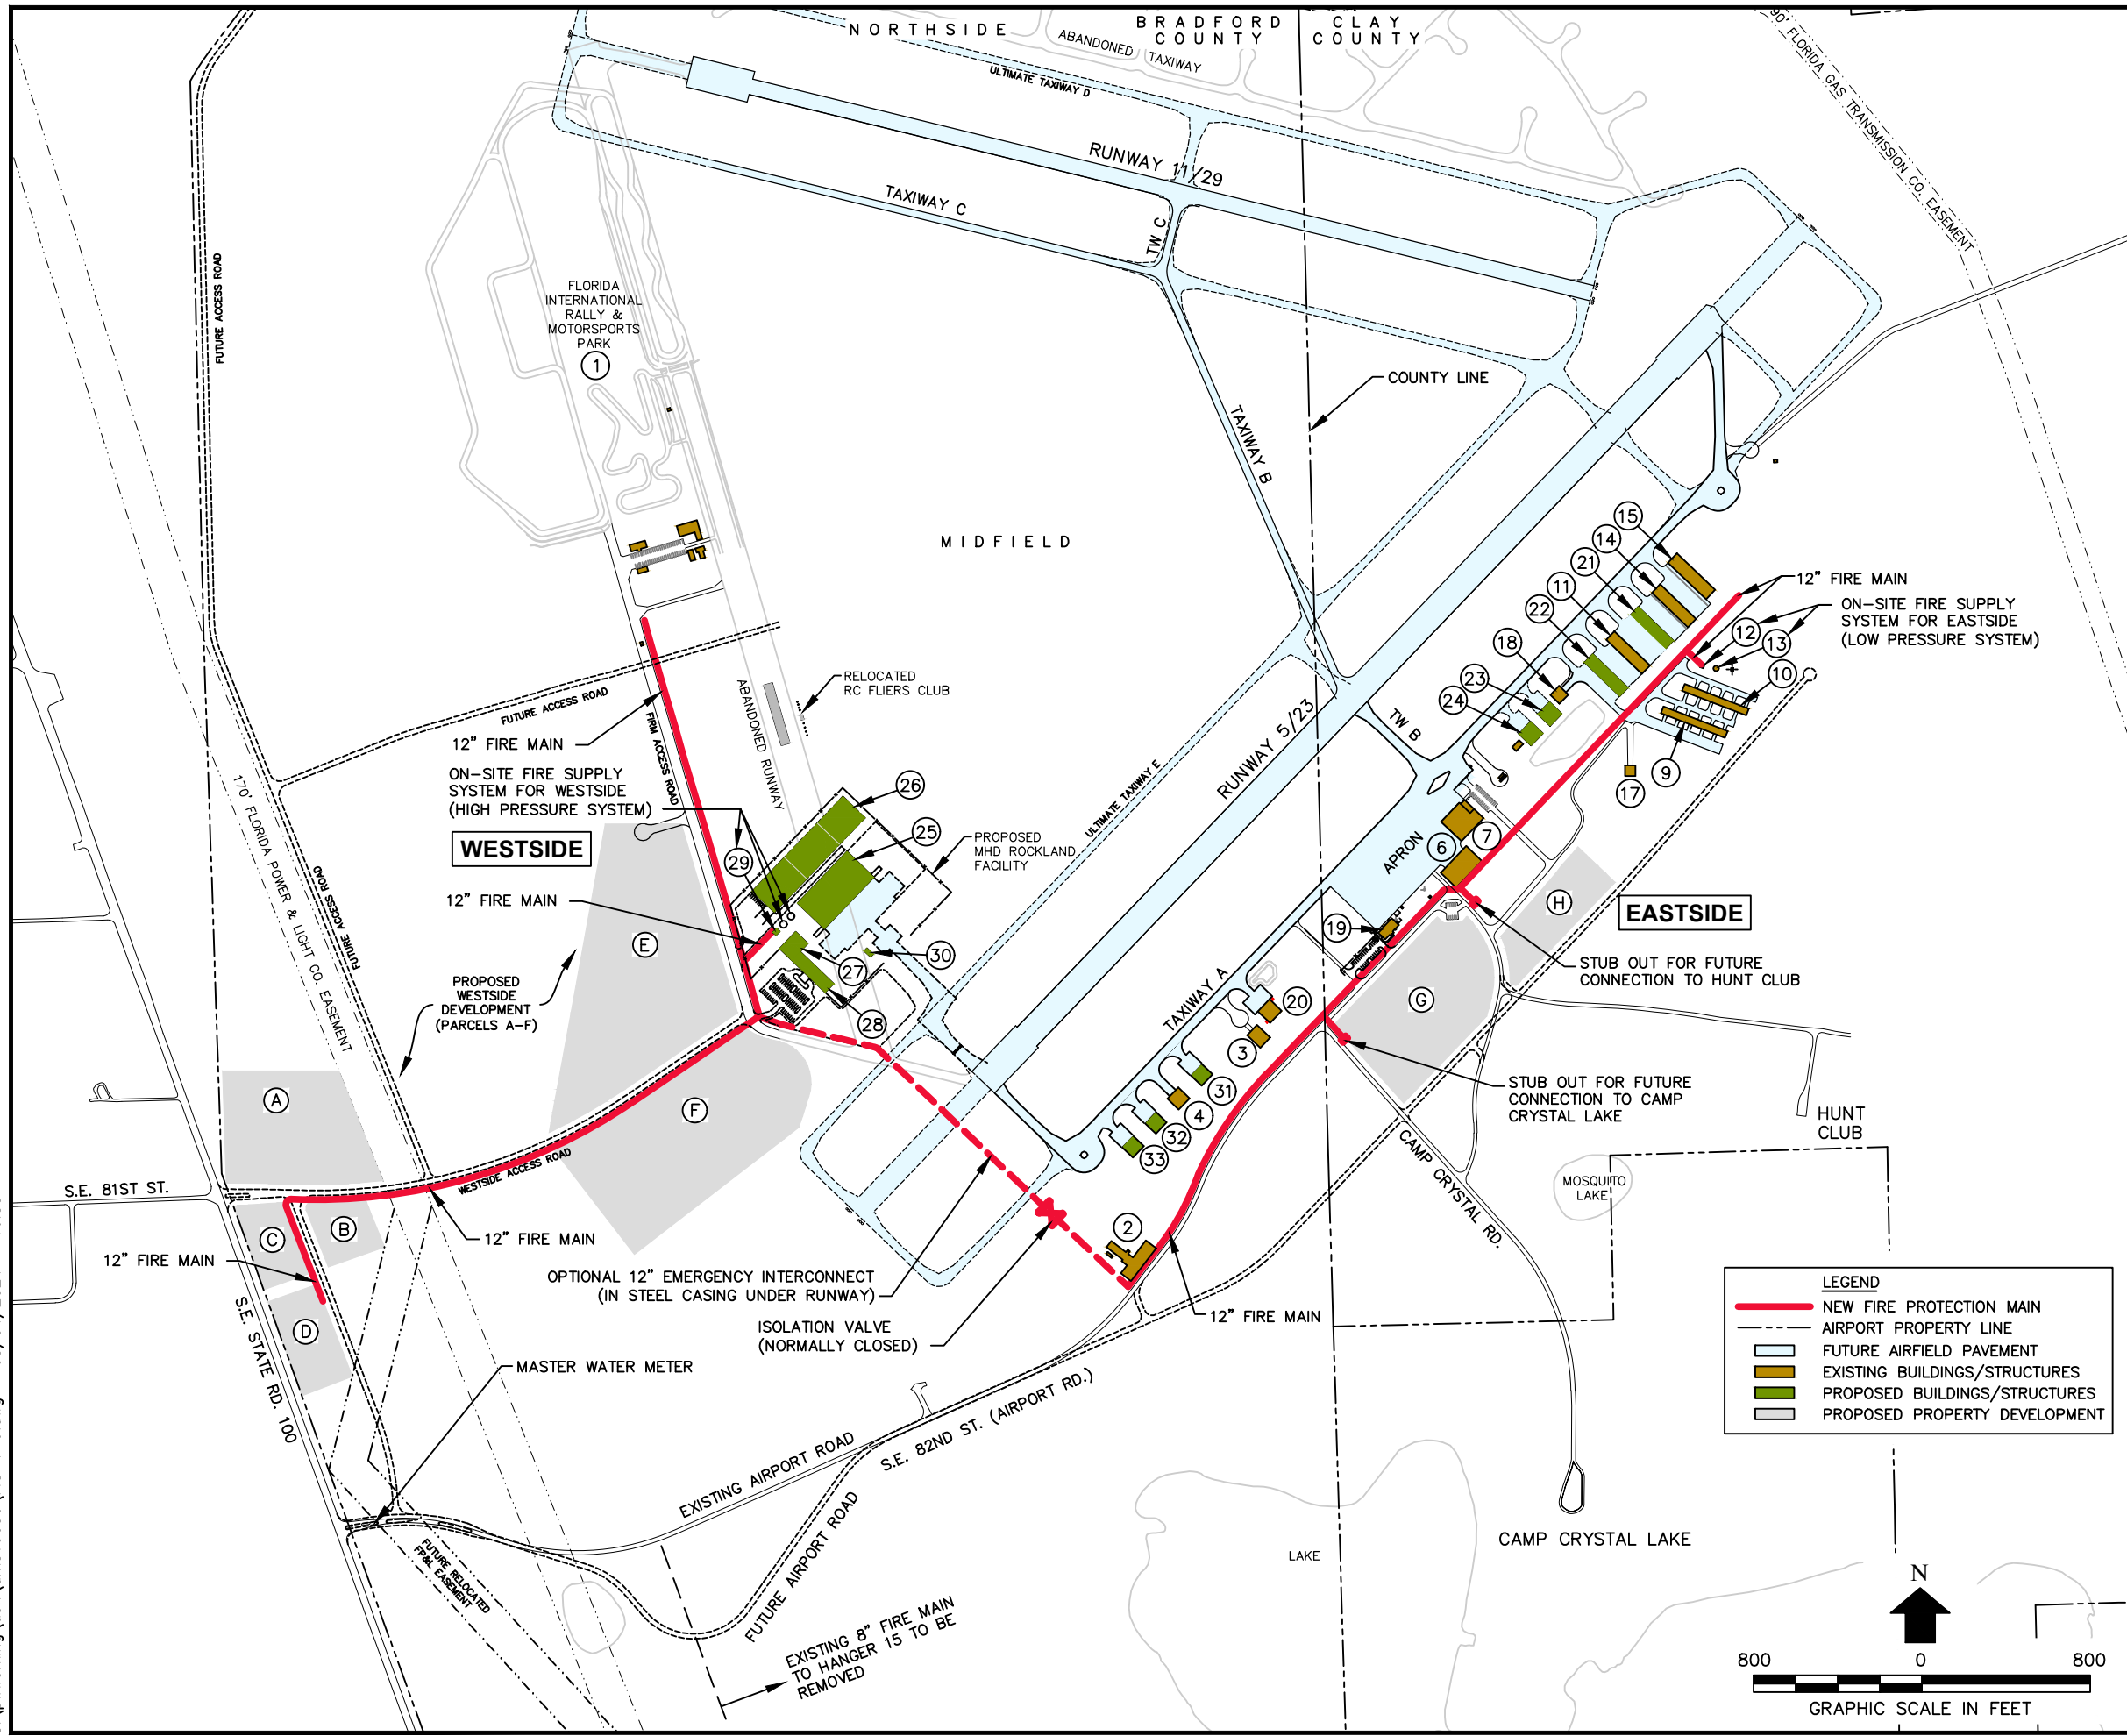 NORTHSIDE
BRADFORD
COUNTY
CLAY
COUNTY
ABANDONED
TAXIWAY
90' FLORIDA GAS TRANSMISSION CO. EASEMENT
ULTIMATE TAXIWAY D
RUNWAY 11/29
TAXIWAY C
TW C
FUTURE ACCESS ROAD
FLORIDA
INTERNATIONAL
RALLY &
MOTORSPORTS
PARK
1
COUNTY LINE
TAXIWAY B
MIDFIELD
15
14
21
11
22
18
23
24
12" FIRE MAIN
ON-SITE FIRE SUPPLY
SYSTEM FOR EASTSIDE
(LOW PRESSURE SYSTEM)
12
13
10
9
17
RELOCATED
RC FLIERS CLUB
ABANDONED RUNWAY
FUTURE ACCESS ROAD
FIRM ACCESS ROAD
12" FIRE MAIN
ON-SITE FIRE SUPPLY
SYSTEM FOR WESTSIDE
(HIGH PRESSURE SYSTEM)
WESTSIDE
170' FLORIDA POWER & LIGHT CO. EASEMENT
FUTURE ACCESS ROAD
TW B
RUNWAY 5/23
ULTIMATE TAXIWAY E
26
25
29
PROPOSED
MHD ROCKLAND
FACILITY
APRON
6
7
12" FIRE MAIN
E
H
EASTSIDE
19
30
27
28
STUB OUT FOR FUTURE
CONNECTION TO HUNT CLUB
PROPOSED
WESTSIDE
DEVELOPMENT
(PARCELS A-F)
G
TAXIWAY A
20
3
31
4
32
33
STUB OUT FOR FUTURE
CONNECTION TO CAMP
CRYSTAL LAKE
A
F
HUNT
CLUB
CAMP CRYSTAL RD.
MOSQUITO
LAKE
S.E. 81ST ST.
WESTSIDE ACCESS ROAD
C
B
2
12" FIRE MAIN
12" FIRE MAIN
OPTIONAL 12" EMERGENCY INTERCONNECT
(IN STEEL CASING UNDER RUNWAY)
12" FIRE MAIN
ISOLATION VALVE
(NORMALLY CLOSED)
D
S.E. STATE RD. 100
MASTER WATER METER
LEGEND
NEW FIRE PROTECTION MAIN
AIRPORT PROPERTY LINE
FUTURE AIRFIELD PAVEMENT
EXISTING BUILDINGS/STRUCTURES
PROPOSED BUILDINGS/STRUCTURES
PROPOSED PROPERTY DEVELOPMENT
EXISTING AIRPORT ROAD
S.E. 82ND ST. (AIRPORT RD.)
FUTURE AIRPORT ROAD
FUTURE RELOCATED
FP&L EASEMENT
EXISTING 8" FIRE MAIN
TO HANGER 15 TO BE
REMOVED
LAKE
CAMP CRYSTAL LAKE
N
800
0
800
GRAPHIC SCALE IN FEET